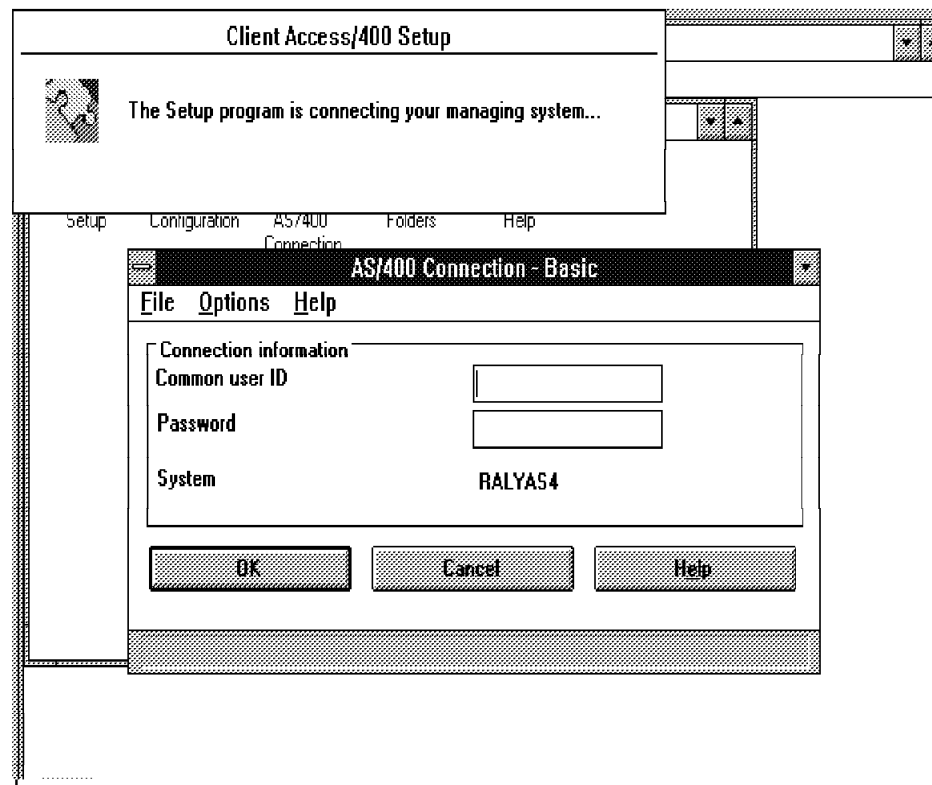 Client Access/400 Setup
The Setup program is connecting your managing system...
Setup Configuration AS/400 Folders Help
Connection
AS/400 Connection - Basic
File Options Help
Connection information
Common user ID
Password
System RALYAS4
OK Cancel Help